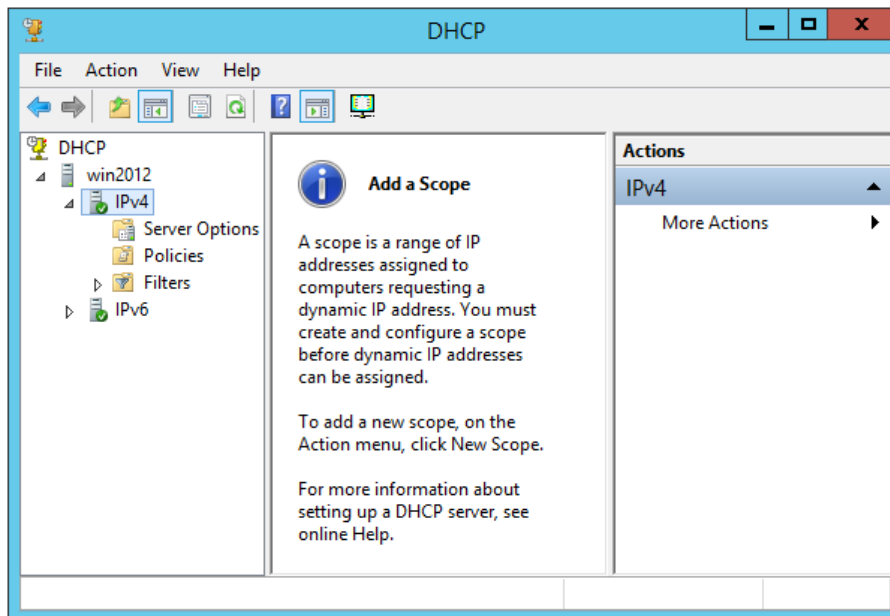 DHCP
File Action View Help
DHCP
win2012
IPv4
Server Options
Policies
Filters
IPv6
Add a Scope
A scope is a range of IP
addresses assigned to
computers requesting a
dynamic IP address. You must
create and configure a scope
before dynamic IP addresses
can be assigned.
To add a new scope, on the
Action menu, click New Scope.
For more information about
setting up a DHCP server, see
online Help.
Actions
IPv4
More Actions